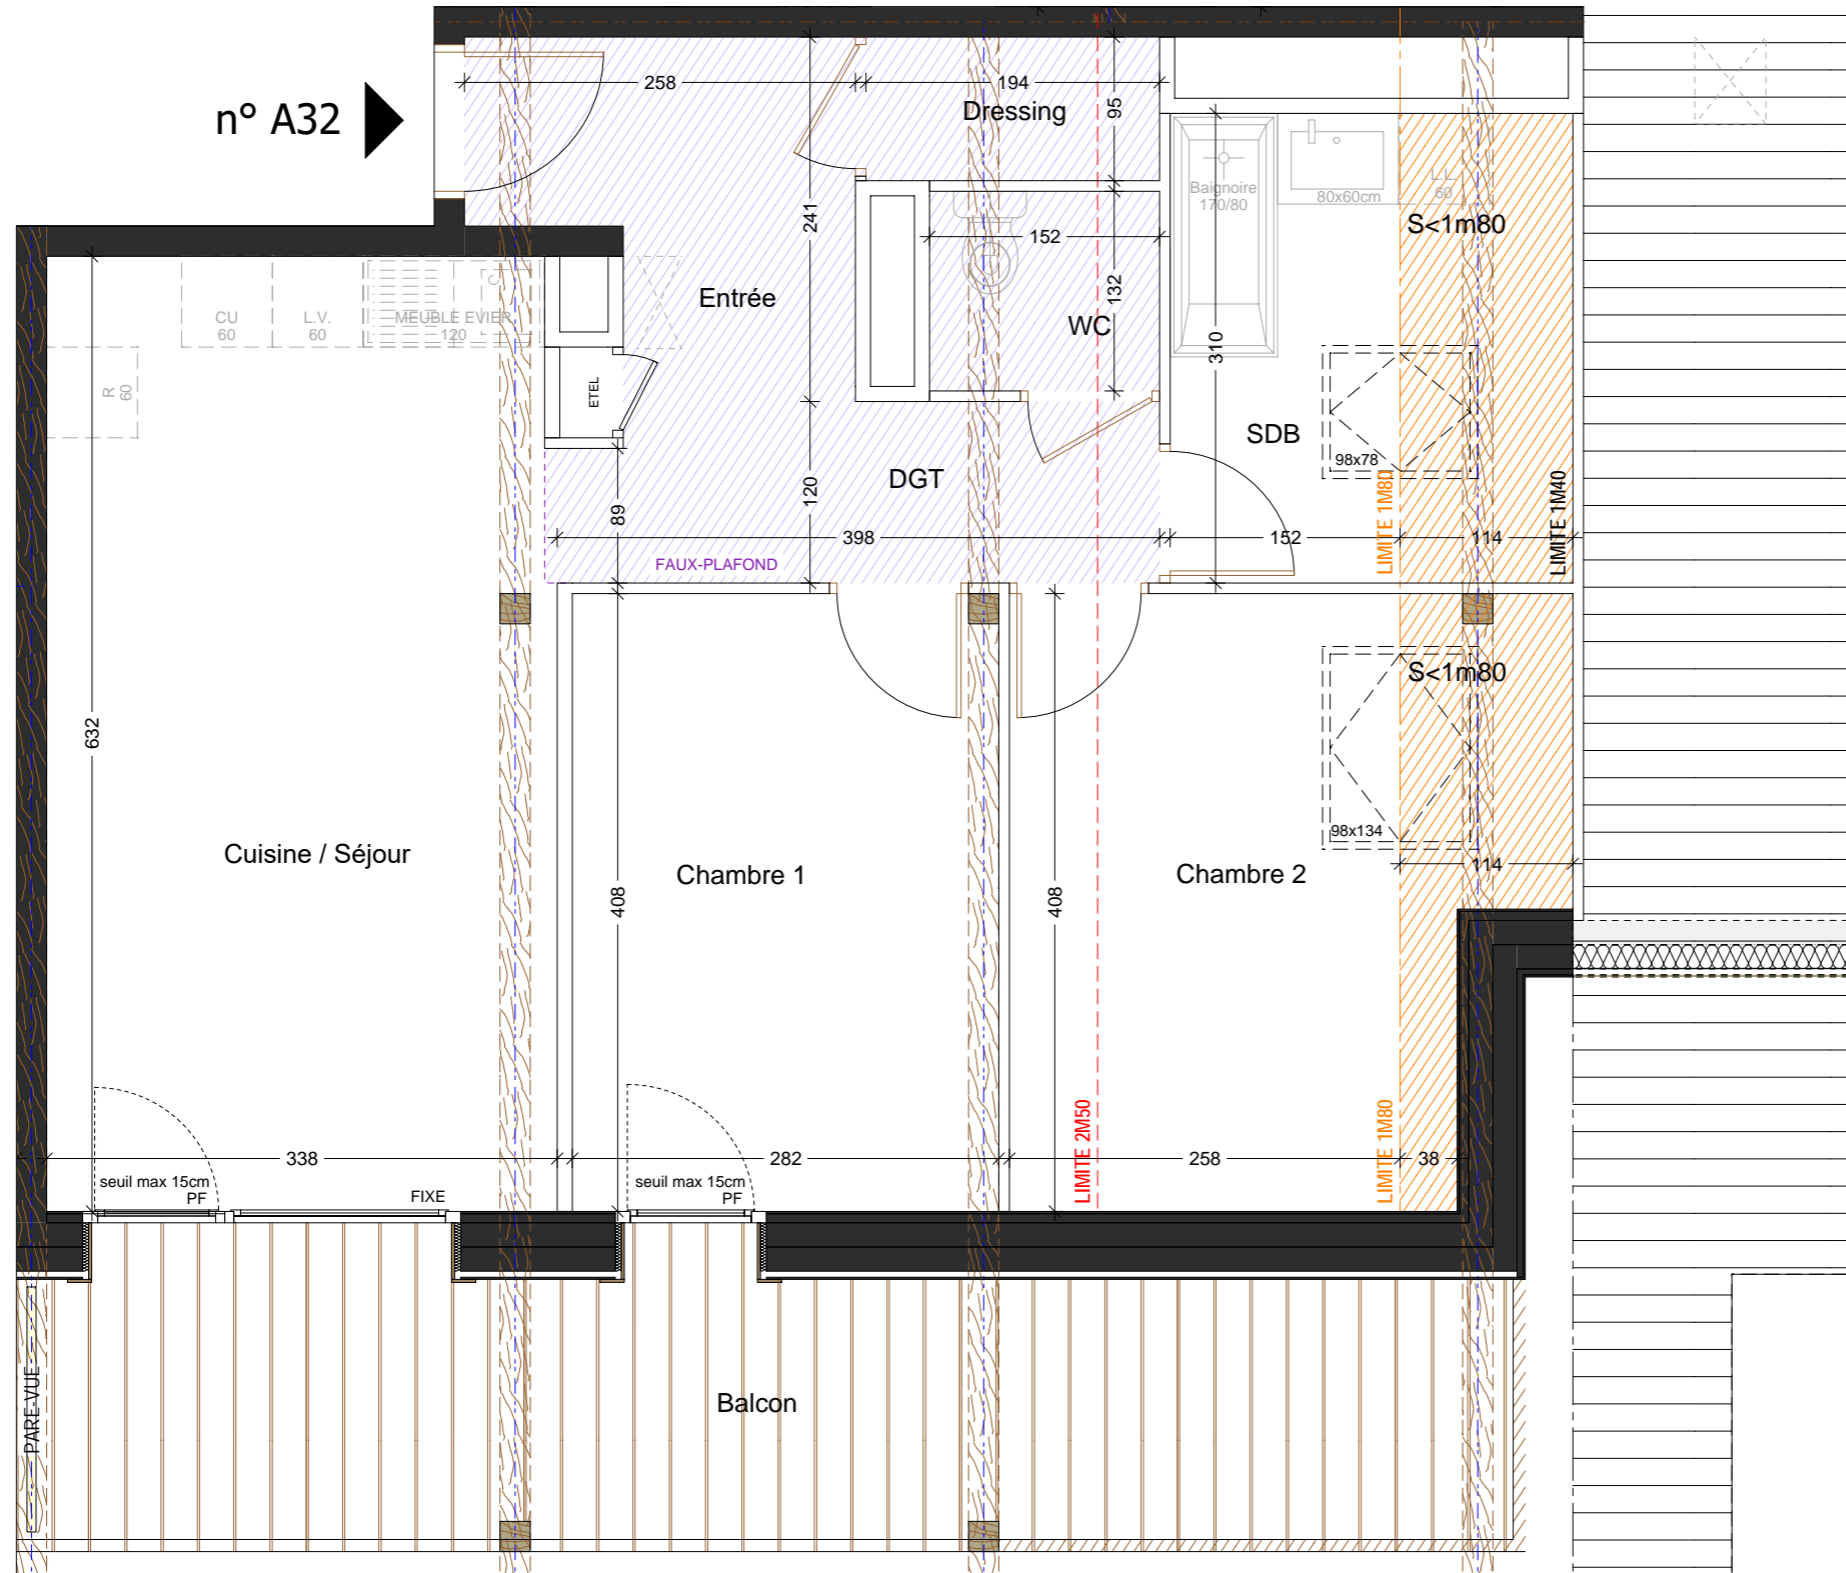 n° A32
258
194
Dressing
95
Baignoire
170/80
80x60cm
L.L.
60
S<1m80
241
152
132
WC
Entrée
310
CU
60
L.V.
60
MEUBLE EVIER
120
R
60
ETEL
SDB
98x78
LIMITE 1M80
LIMITE 1M40
DGT
89
120
398
152
114
FAUX-PLAFOND
S<1m80
98x134
114
632
Cuisine / Séjour
408
Chambre 1
408
Chambre 2
LIMITE 2M50
LIMITE 1M80
338
282
258
38
seuil max 15cm
PF
FIXE
seuil max 15cm
PF
PARE-VUE
Balcon